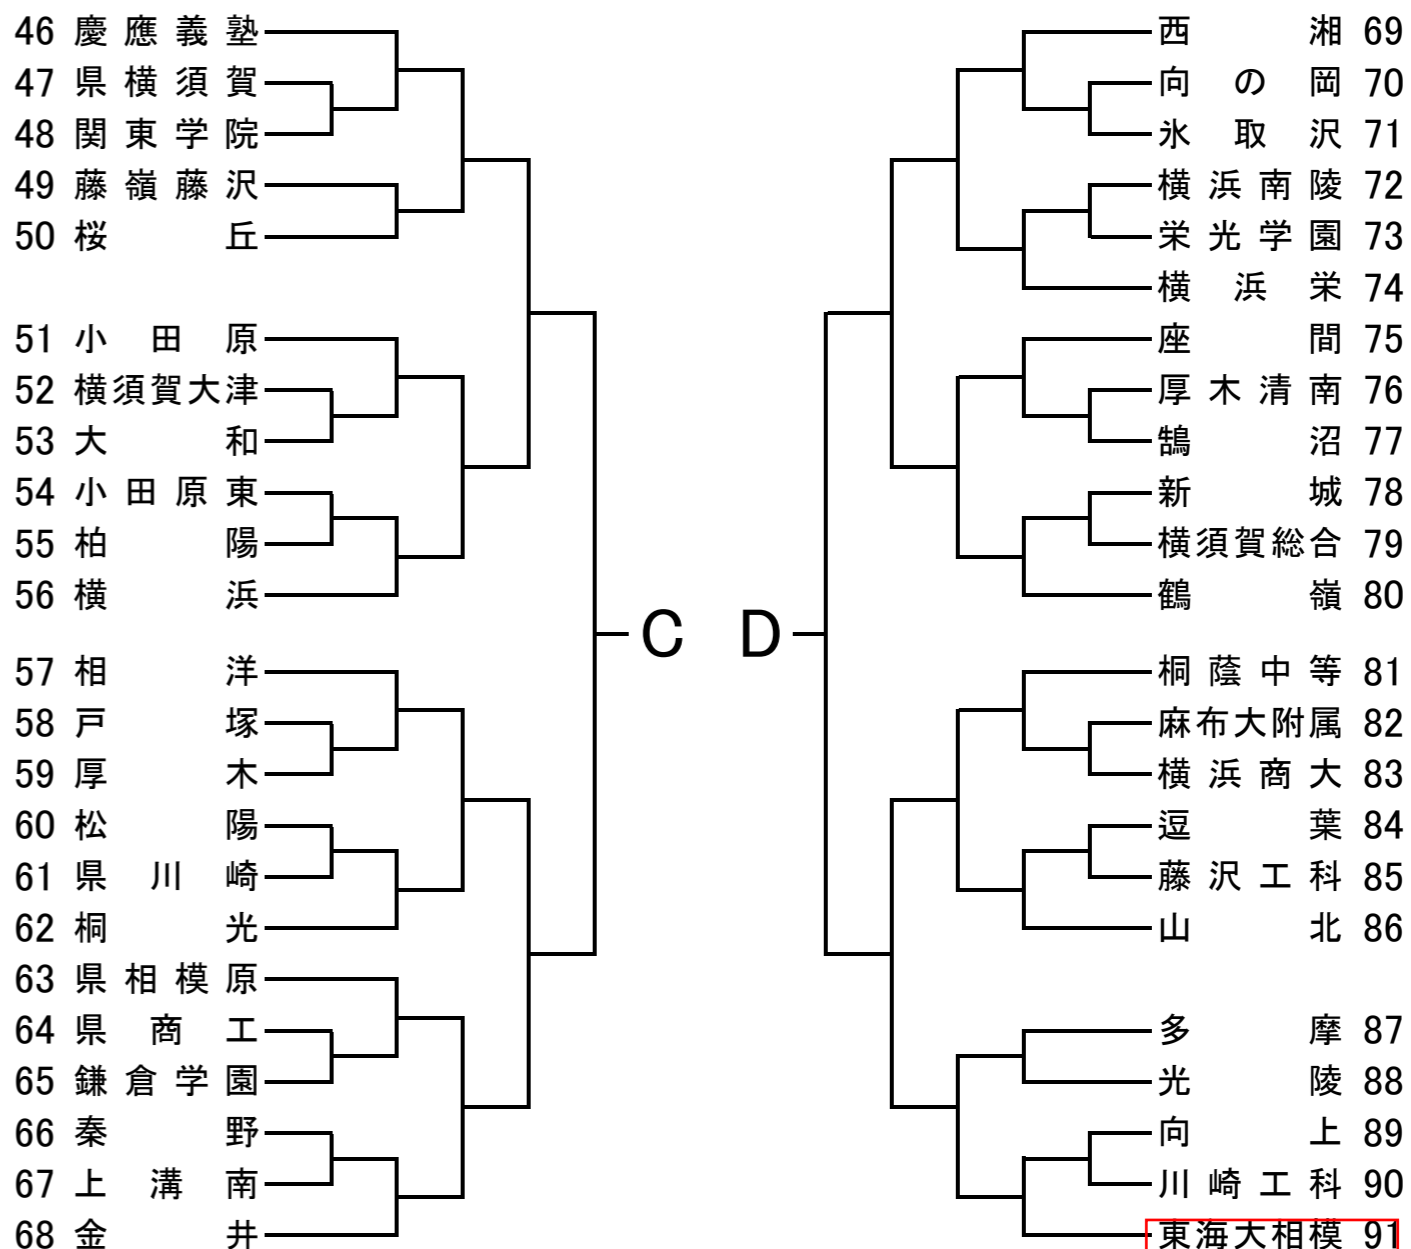 46 慶應義塾
47 県横須賀
48 関東学院
49 藤嶺藤沢
50 桜丘
51 小田原
52 横須賀大津
53 大和
54 小田原東
55 柏陽
56 横浜
57 相洋
58 戸塚
59 厚木
60 松陽
61 県川崎
62 桐光
63 県相模原
64 県商工
65 鎌倉学園
66 秦野
67 上溝南
68 金井
C D
西湘 69
向の岡 70
氷取沢 71
横浜南陵 72
栄光学園 73
横浜栄 74
座間 75
厚木清南 76
鵠沼 77
新城 78
横須賀総合 79
鶴嶺 80
桐蔭中等 81
麻布大附属 82
横浜商大 83
逗葉 84
藤沢工科 85
山北 86
多摩 87
光陵 88
向上 89
川崎工科 90
東海大相模 91